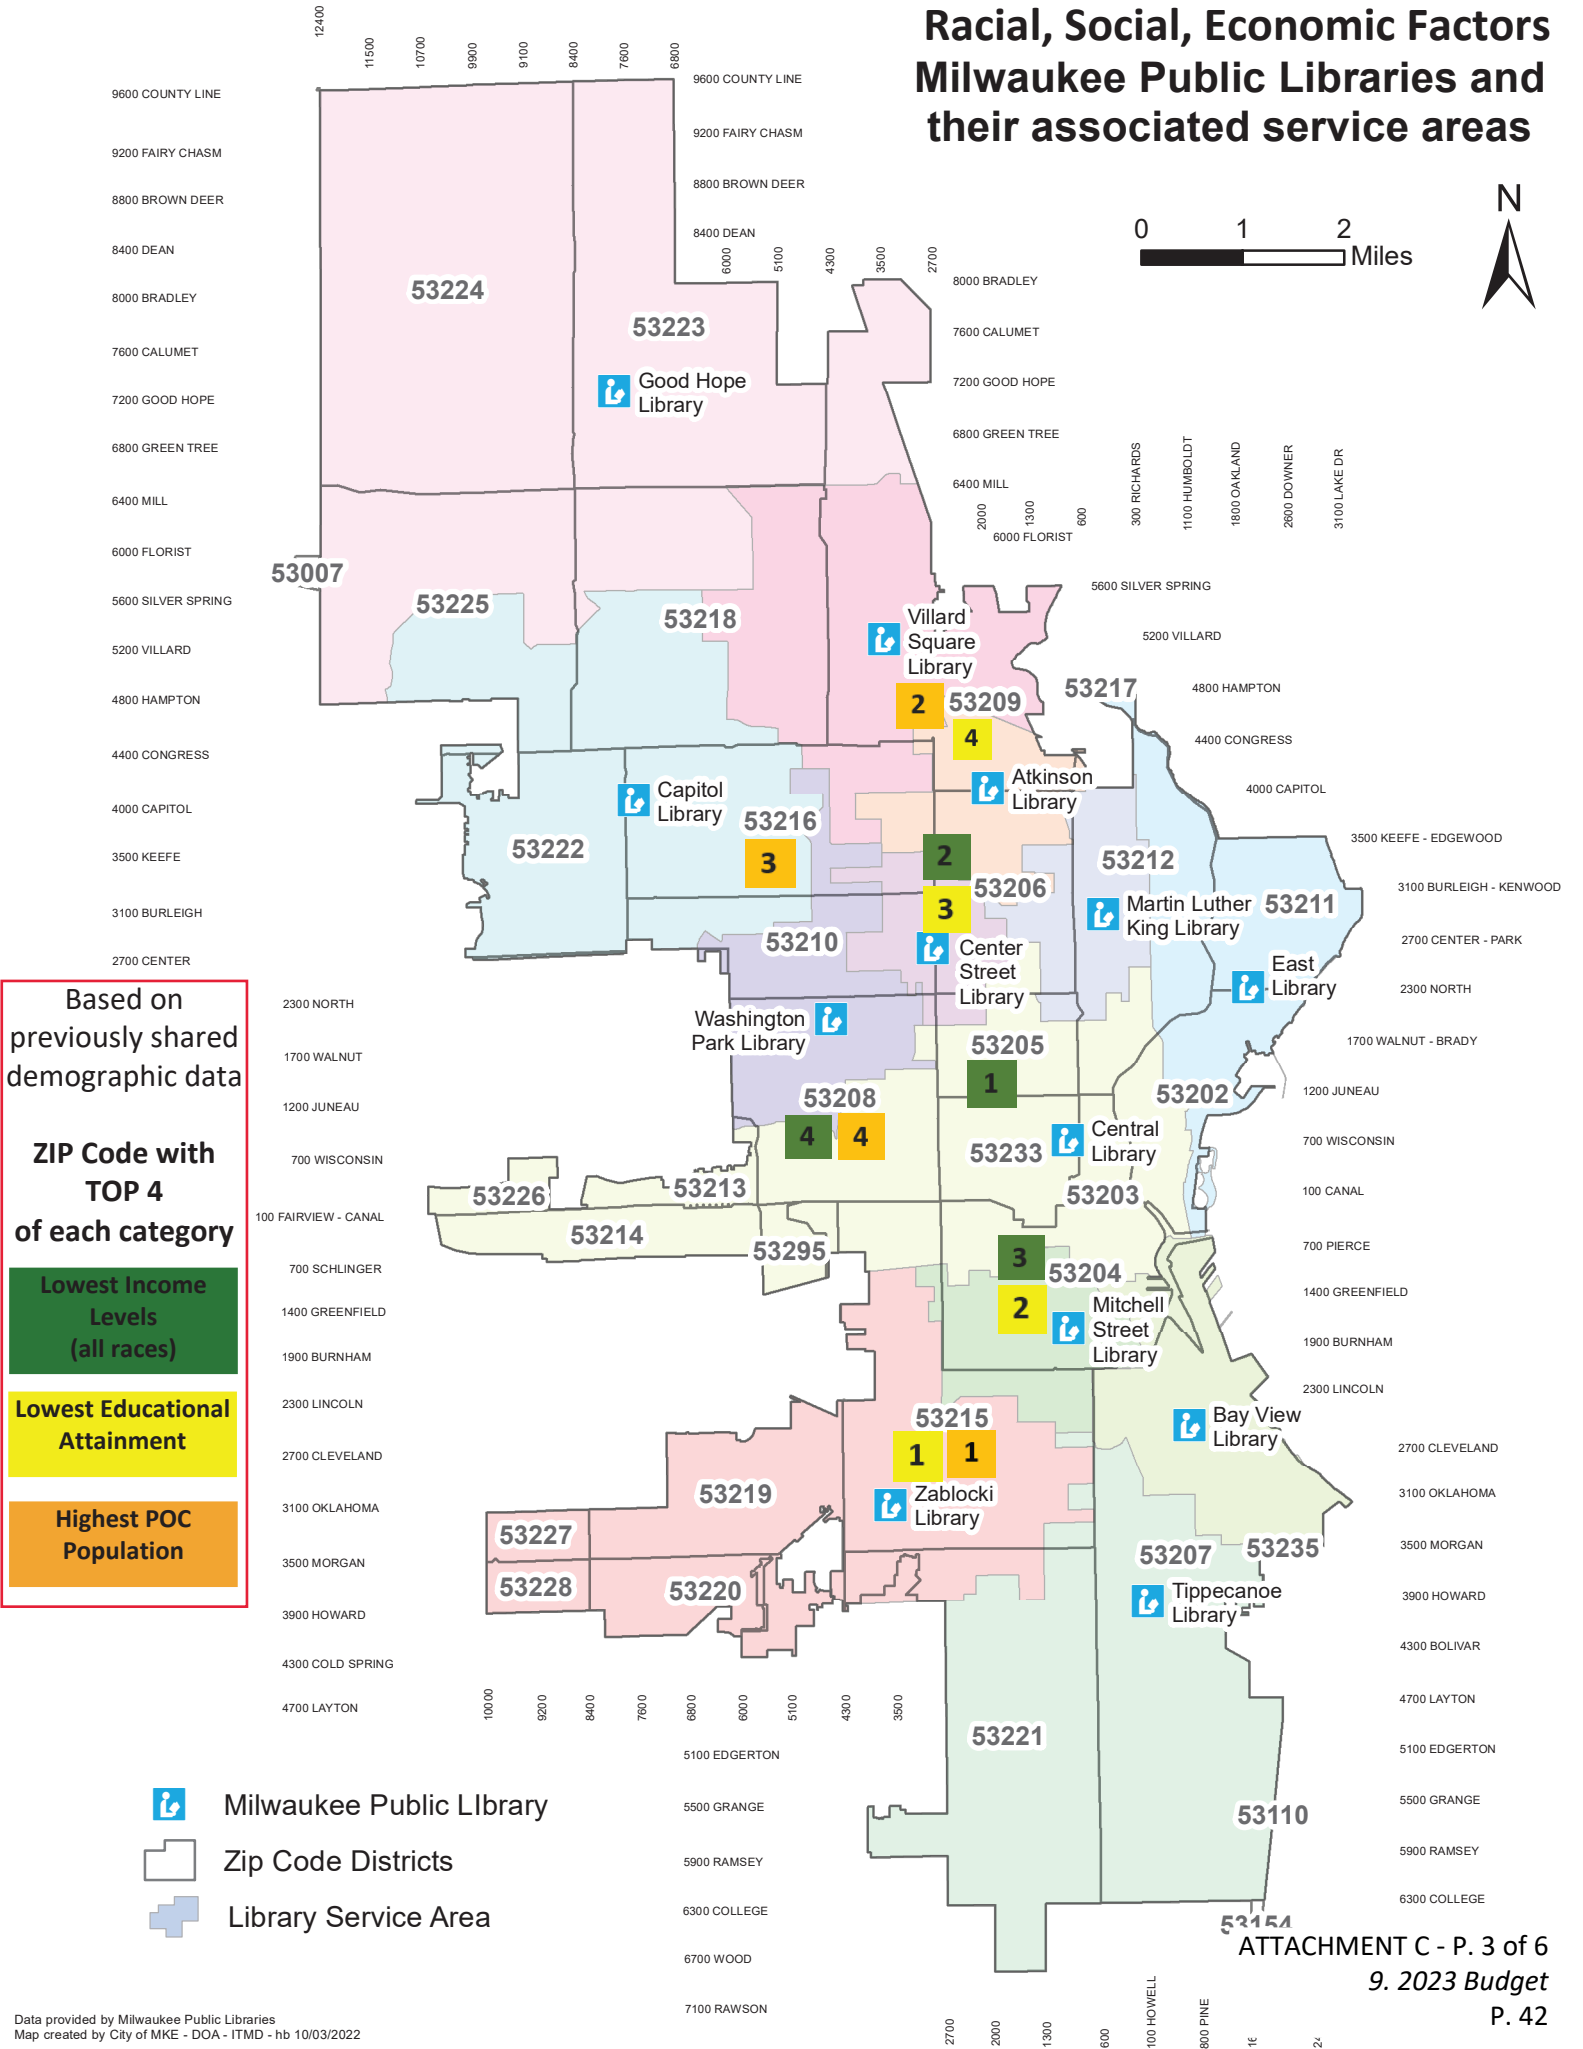 Racial, Social, Economic Factors
Milwaukee Public Libraries and
their associated service areas
N
0 1 2
Miles
12400
11500
10700
9900
9100
8400
7600
6800
9600 COUNTY LINE
9200 FAIRY CHASM
8800 BROWN DEER
8400 DEAN
8000 BRADLEY
7600 CALUMET
7200 GOOD HOPE
6800 GREEN TREE
6400 MILL
6000 FLORIST
5600 SILVER SPRING
5200 VILLARD
4800 HAMPTON
4400 CONGRESS
4000 CAPITOL
3500 KEEFE
3100 BURLEIGH
2700 CENTER
9600 COUNTY LINE
9200 FAIRY CHASM
8800 BROWN DEER
8400 DEAN
6000
5100
4300
3500
2700
8000 BRADLEY
7600 CALUMET
7200 GOOD HOPE
6800 GREEN TREE
6400 MILL
2000
1300
600
6000 FLORIST
300 RICHARDS
1100 HUMBOLDT
1800 OAKLAND
2600 DOWNER
3100 LAKE DR
5600 SILVER SPRING
5200 VILLARD
4800 HAMPTON
4400 CONGRESS
4000 CAPITOL
3500 KEEFE - EDGEWOOD
3100 BURLEIGH - KENWOOD
2700 CENTER - PARK
2300 NORTH
1700 WALNUT - BRADY
1200 JUNEAU
700 WISCONSIN
100 CANAL
700 PIERCE
1400 GREENFIELD
1900 BURNHAM
2300 LINCOLN
2700 CLEVELAND
3100 OKLAHOMA
3500 MORGAN
3900 HOWARD
4300 BOLIVAR
4700 LAYTON
5100 EDGERTON
5500 GRANGE
5900 RAMSEY
6300 COLLEGE
53224
53223
Good Hope
Library
53007
53225
53218
Villard
Square
Library
2
53209
4
53217
Atkinson
Library
Capitol
Library
53216
3
53222
2
53206
3
53212
Martin Luther
King Library
53211
53210
Center
Street
Library
East
Library
Washington
Park Library
53205
1
53208
4
4
53202
Central
Library
53233
53203
53226
53213
53214
53295
3
53204
2
Mitchell
Street
Library
Bay View
Library
53215
1
1
Zablocki
Library
53219
53227
53228
53220
53207
53235
Tippecanoe
Library
53221
53110
53154
Based on
previously shared
demographic data
ZIP Code with
TOP 4
of each category
Lowest Income
Levels
(all races)
Lowest Educational
Attainment
Highest POC
Population
2300 NORTH
1700 WALNUT
1200 JUNEAU
700 WISCONSIN
100 FAIRVIEW - CANAL
700 SCHLINGER
1400 GREENFIELD
1900 BURNHAM
2300 LINCOLN
2700 CLEVELAND
3100 OKLAHOMA
3500 MORGAN
3900 HOWARD
4300 COLD SPRING
4700 LAYTON
10000
9200
8400
7600
6800
6000
5100
4300
3500
5100 EDGERTON
5500 GRANGE
5900 RAMSEY
6300 COLLEGE
6700 WOOD
7100 RAWSON
2700
2000
1300
600
100 HOWELL
800 PINE
Milwaukee Public LIbrary
Zip Code Districts
Library Service Area
ATTACHMENT C - P. 3 of 6
9. 2023 Budget
P. 42
Data provided by Milwaukee Public Libraries
Map created by City of MKE - DOA - ITMD - hb 10/03/2022